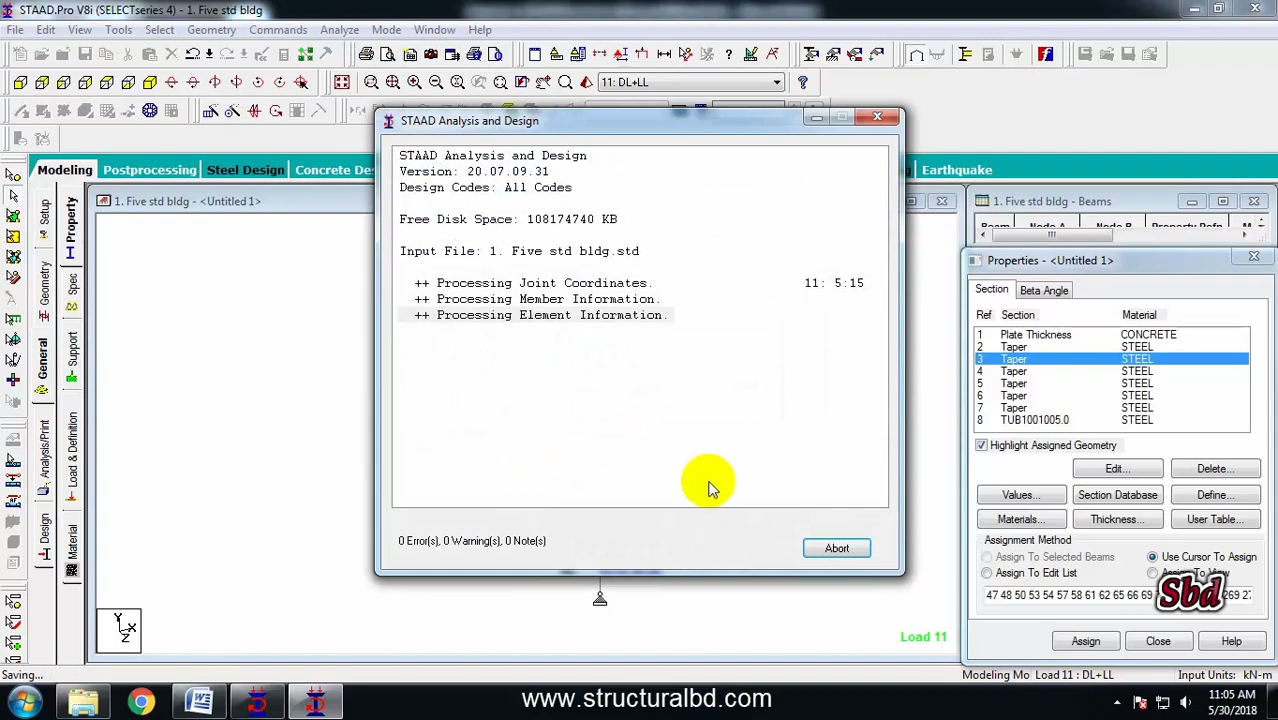 STAAD.Pro V8i (SELECTseries 4) - 1. Five std bldg
File Edit View Tools Select Geometry Commands Analyze Mode Window Help
11: DL+LL
Modeling Postprocessing Steel Design Concrete Des Earthquake
1. Five std bldg - <Untitled 1>
1. Five std bldg - Beams
Beam Node A Node B Property Refn
Setup
Geometry
General
Analysis/Print
Design
Property
Spec
Support
Load & Definition
Material
STAAD Analysis and Design
STAAD Analysis and Design
Version: 20.07.09.31
Design Codes: All Codes
Free Disk Space: 108174740 KB
Input File: 1. Five std bldg.std
++ Processing Joint Coordinates. 11: 5:15
++ Processing Member Information.
++ Processing Element Information.
0 Error(s), 0 Warning(s), 0 Note(s)
Abort
Properties - <Untitled 1>
Section Beta Angle
Ref Section Material
1 Plate Thickness CONCRETE
2 Taper STEEL
3 Taper STEEL
4 Taper STEEL
5 Taper STEEL
6 Taper STEEL
7 Taper STEEL
8 TUB1001005.0 STEEL
Highlight Assigned Geometry
Edit... Delete...
Values... Section Database Define...
Materials... Thickness... User Table...
Assignment Method
Assign To Selected Beams Use Cursor To Assign
Assign To Edit List Assign To View
47 48 50 53 54 57 58 61 62 65 66 69
Sbd
Assign Close Help
Y
X
Z
Load 11
Saving... Modeling Mo Load 11 : DL+LL Input Units: kN-m
www.structuralbd.com
11:05 AM
5/30/2018